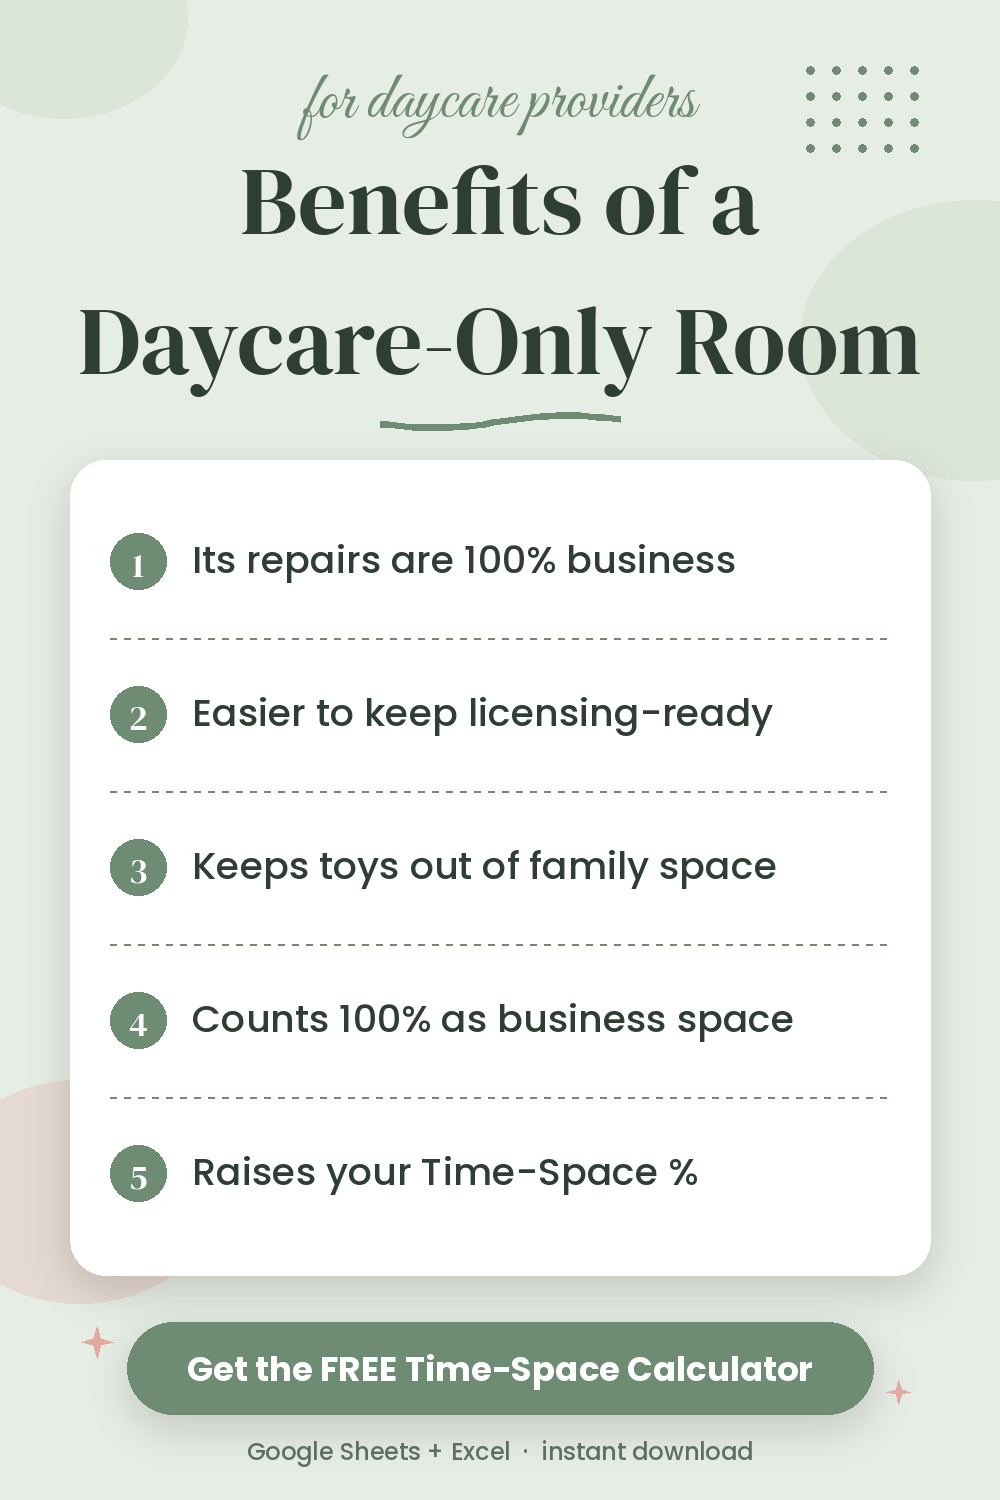 for daycare providers
Benefits of a
Daycare-Only Room
1 Its repairs are 100% business
2 Easier to keep licensing-ready
3 Keeps toys out of family space
4 Counts 100% as business space
5 Raises your Time-Space %
Get the FREE Time-Space Calculator
Google Sheets + Excel · instant download